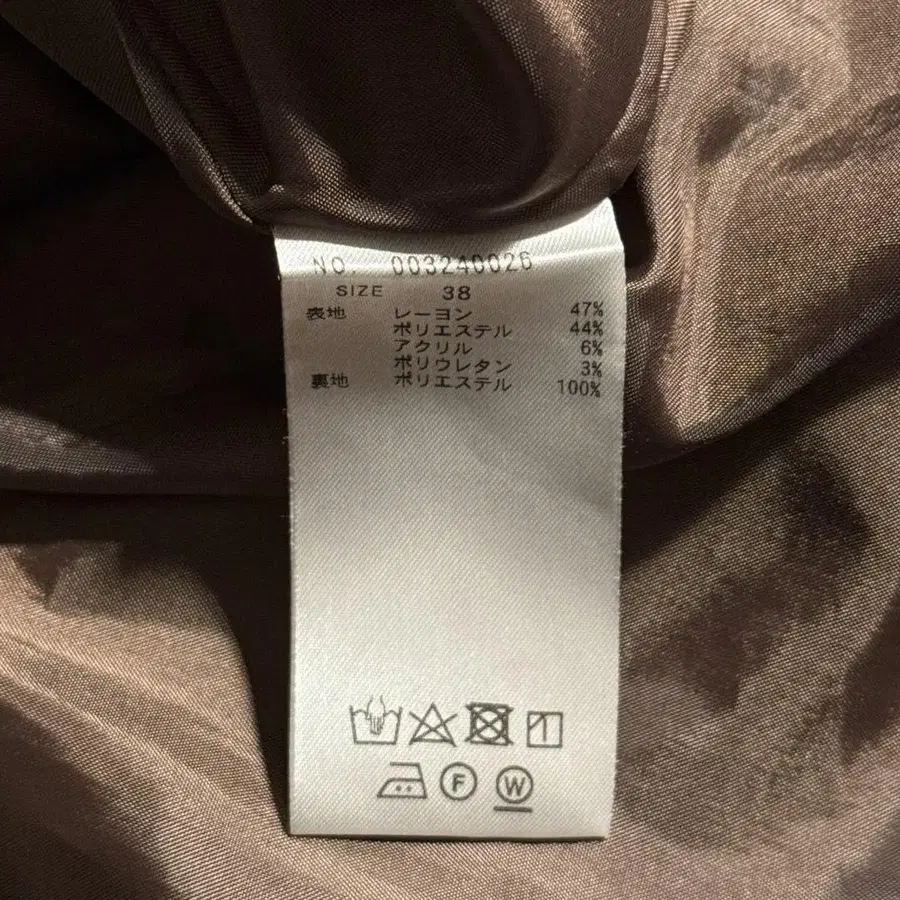 NO. 003240026
SIZE 38
表地 レーヨン 47%
ポリエステル 44%
アクリル 6%
ポリウレタン 3%
裏地 ポリエステル 100%
F W